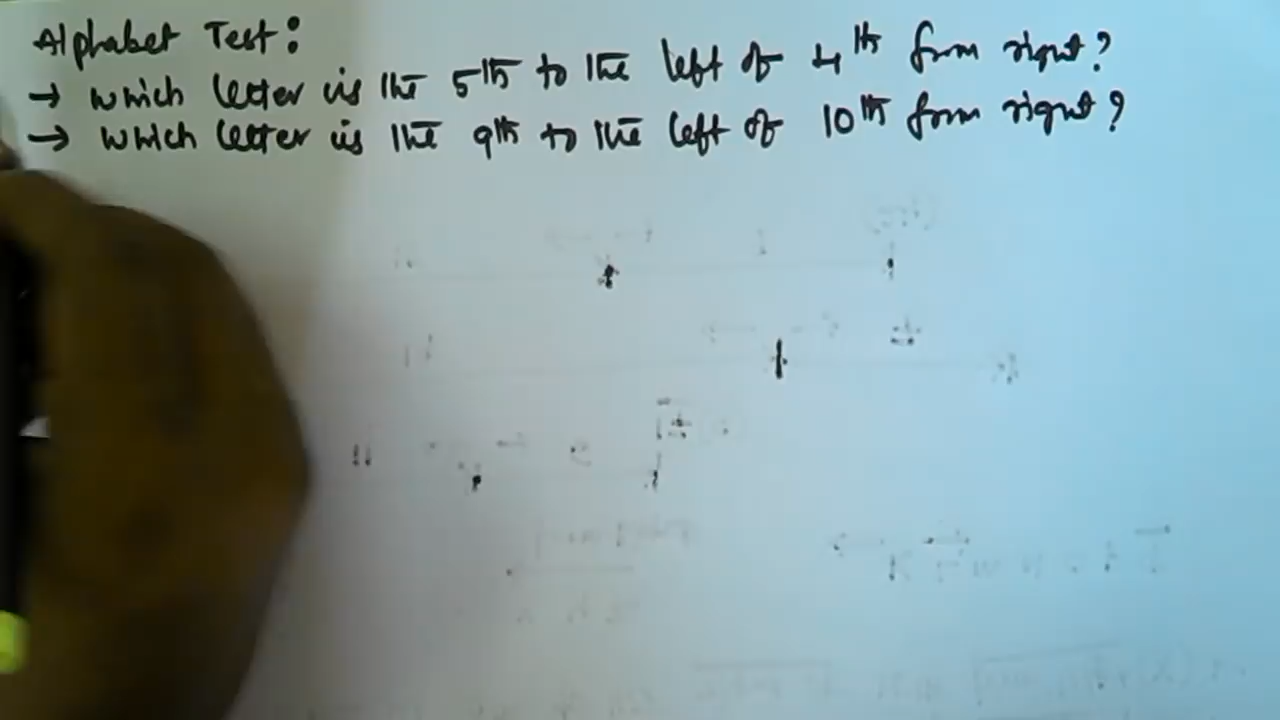 Alphabet Test:
→ which letter is the 5th to the left of 4th from right?
→ which letter is the 9th to the left of 10th from right?